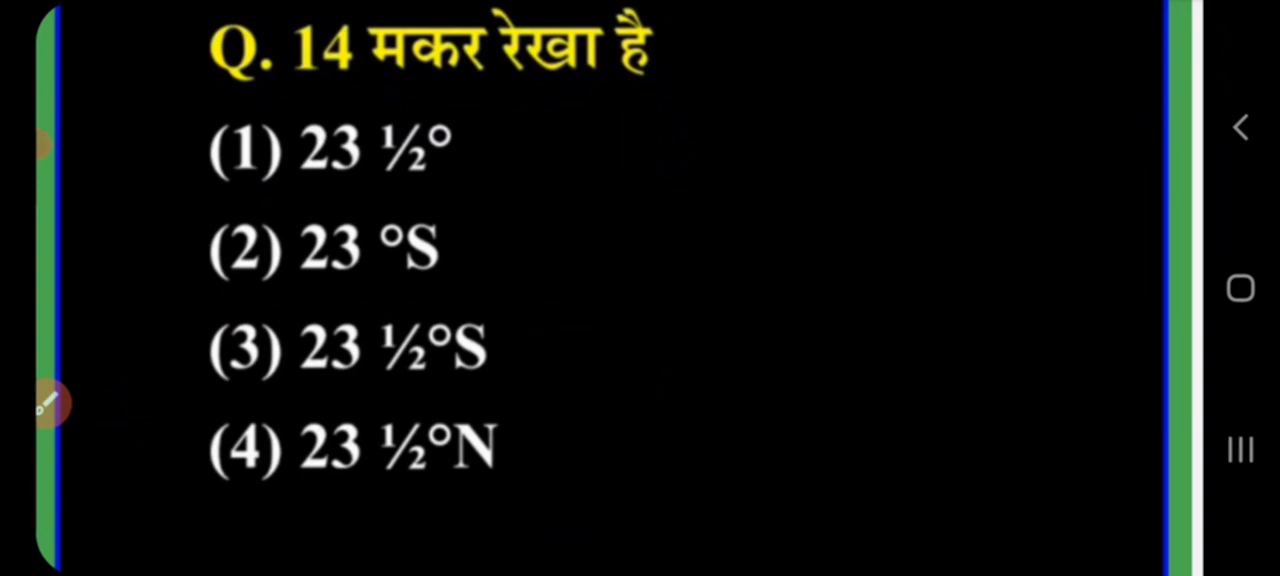 Q. 14 मकर रेखा है
(1) 23 ½°
(2) 23 °S
(3) 23 ½°S
(4) 23 ½°N